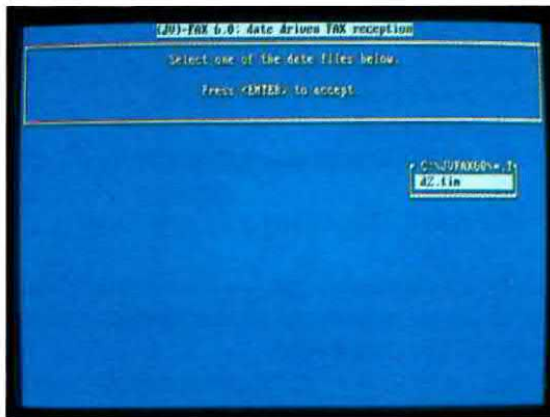 (JV)-FAX 6.0: date driven FAX reception
Select one of the date files below.
Press <ENTER> to accept.
C:\JVFAX60\*.T
d2.tim